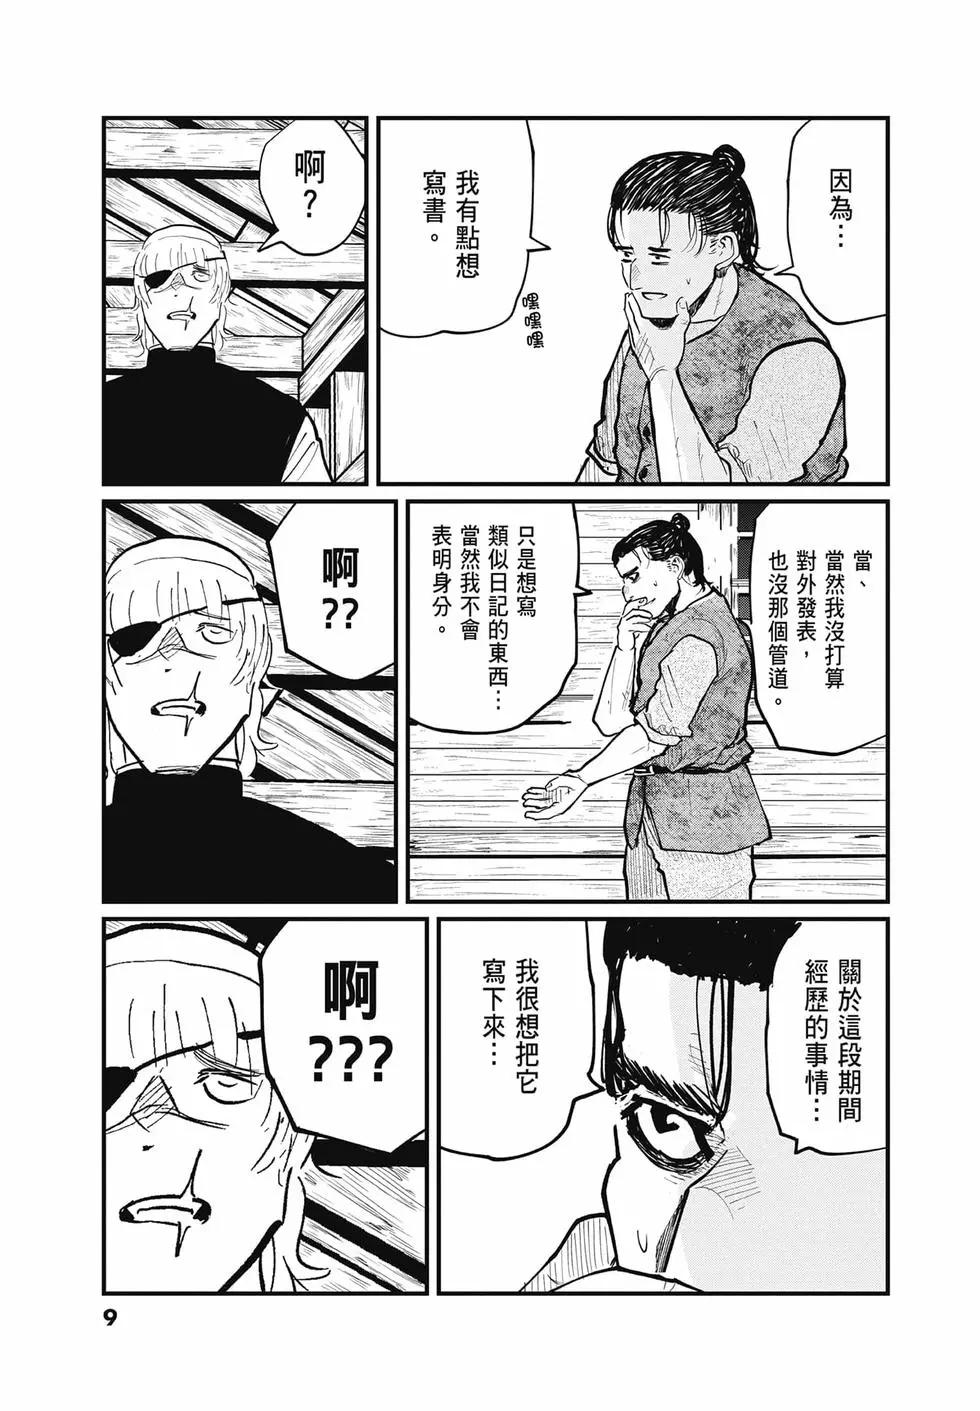 因為…
我有點想
寫書。
嘿嘿嘿
啊
?
當、
當然我沒打算
對外發表，
也沒那個管道。
只是想寫
類似日記的東西…
當然我不會
表明身分。
啊
??
關於這段期間
經歷的事情…
我很想把它
寫下來…
啊
???
9